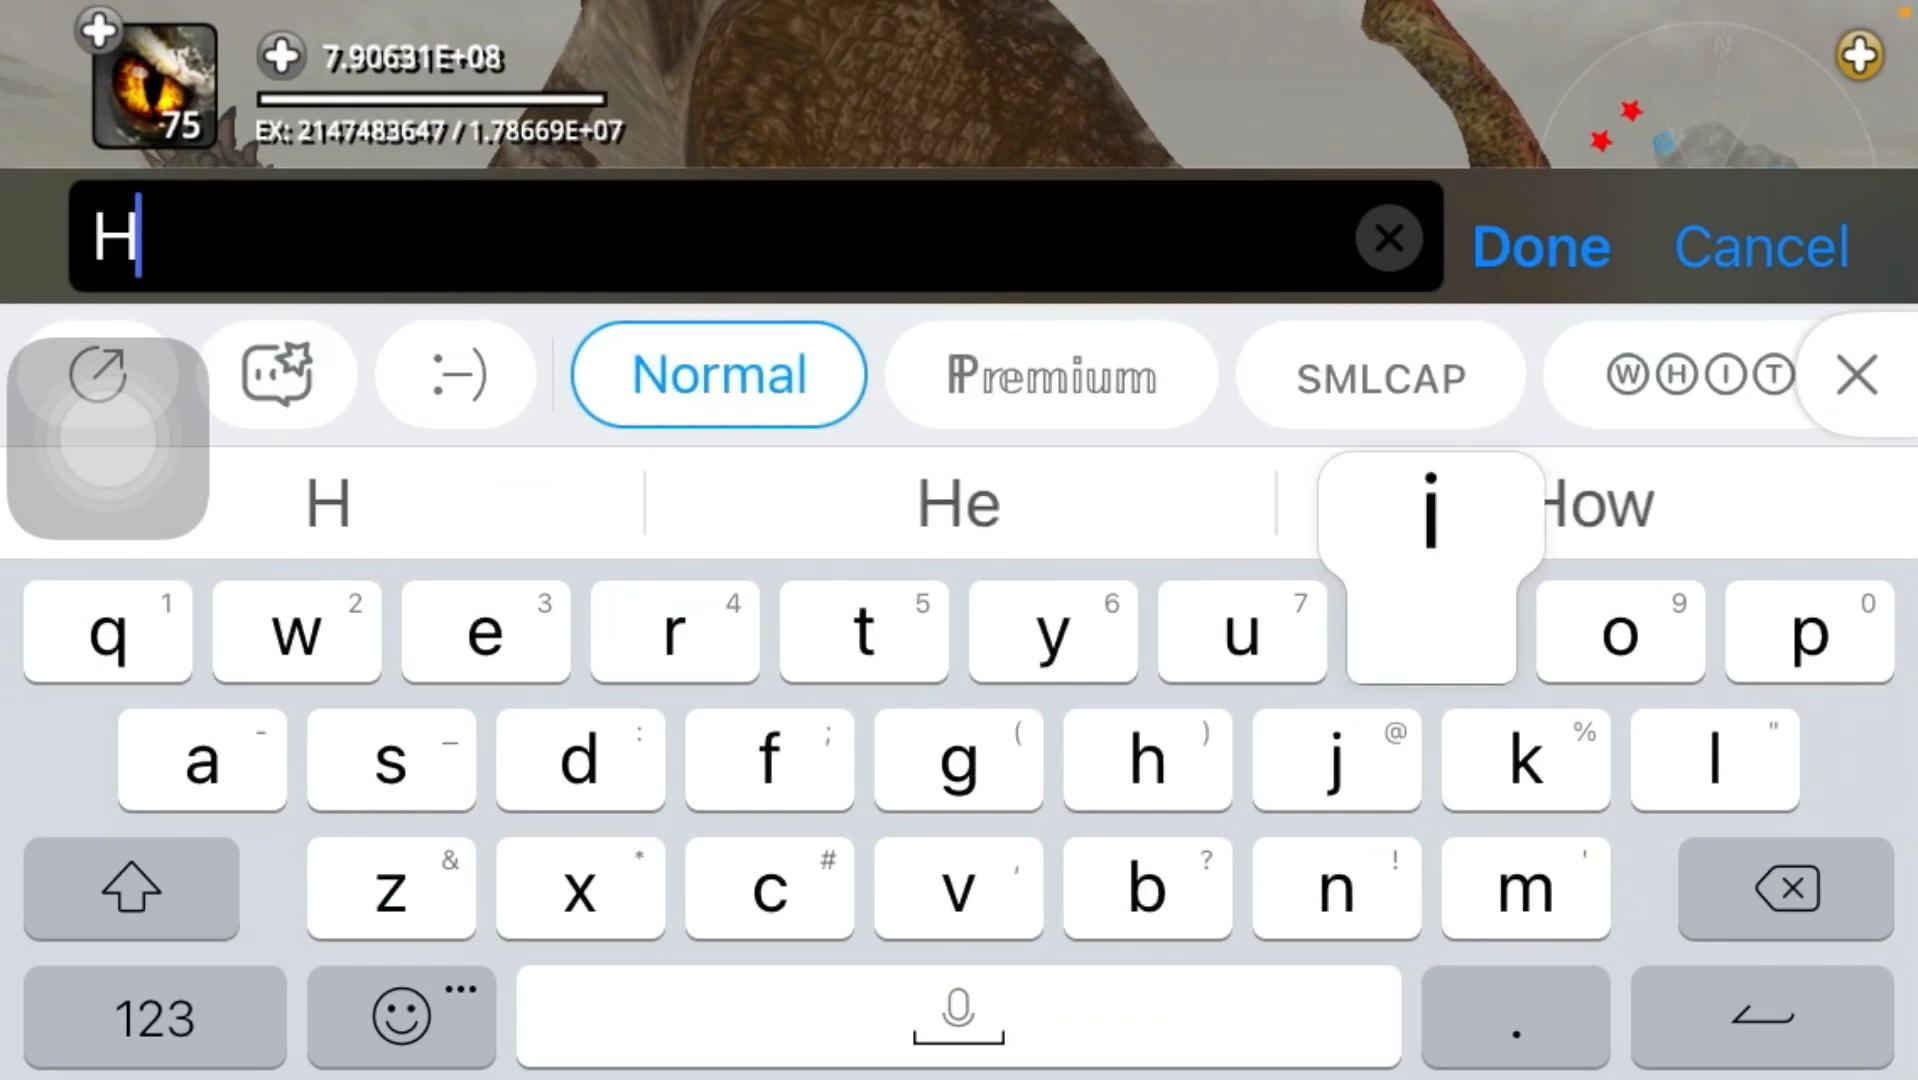 7.90631E+08
75
EX: 2147483647 / 1.78669E+07
N
H
Done Cancel
:-) Normal ℙremium SMLCAP ⓌⒽⒾⓉ
H He How
i
q 1 w 2 e 3 r 4 t 5 y 6 u 7 o 9 p 0
a - s _ d : f ; g ( h ) j @ k % l "
z & x * c # v , b ? n ! m '
123 .